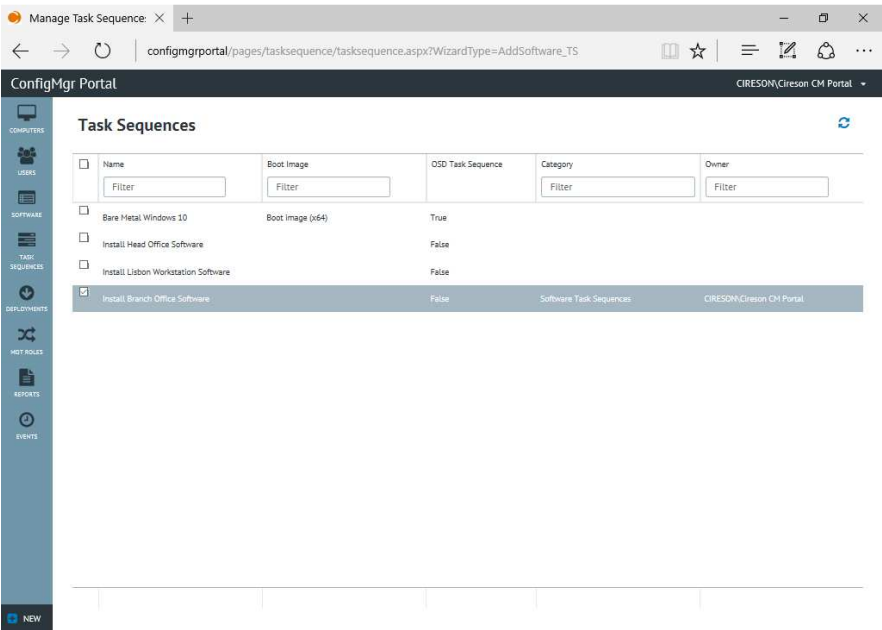 Manage Task Sequence:
configmgrportal/pages/tasksequence/tasksequence.aspx?WizardType=AddSoftware_TS
ConfigMgr Portal
CIRESON\Cireson CM Portal
COMPUTERS
USERS
SOFTWARE
TASK
SEQUENCES
DEPLOYMENTS
MGT ROLES
REPORTS
EVENTS
NEW
Task Sequences
Name Boot Image OSD Task Sequence Category Owner
Filter Filter Filter Filter
Bare Metal Windows 10 Boot image (x64) True
Install Head Office Software False
Install Lisbon Workstation Software False
Install Branch Office Software False Software Task Sequences CIRESON\Cireson CM Portal